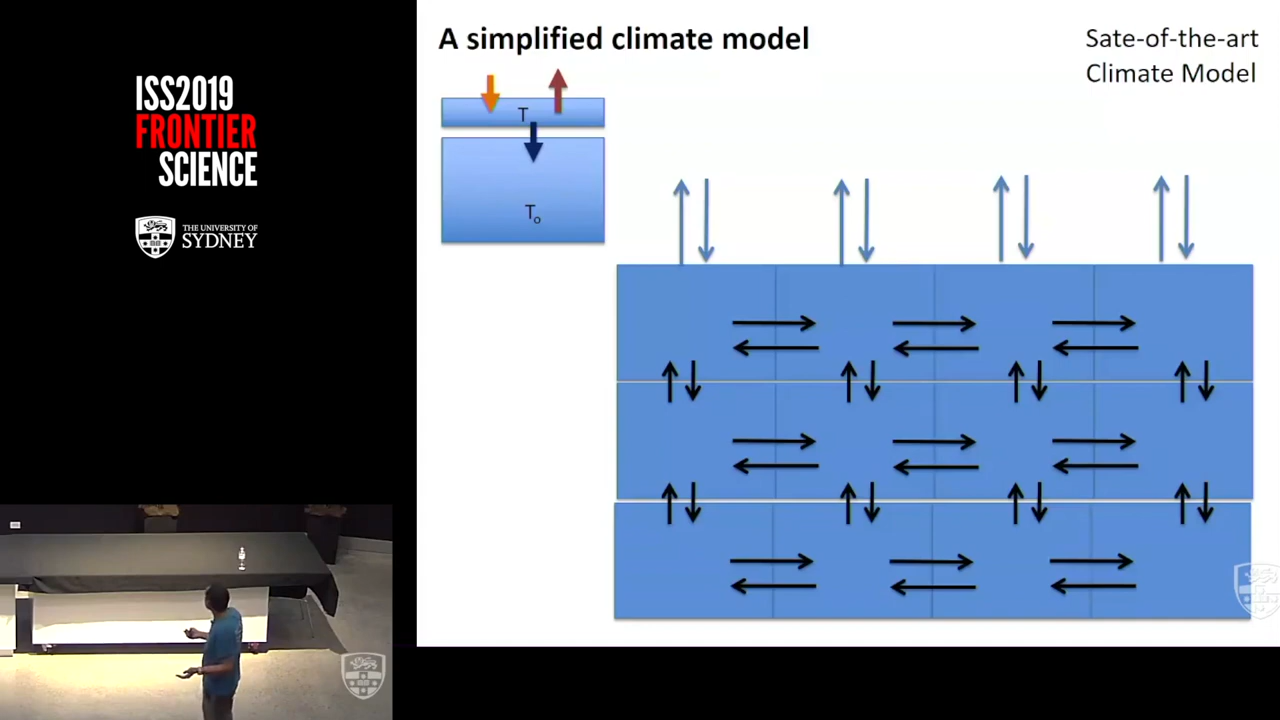 ISS2019
FRONTIER
SCIENCE
THE UNIVERSITY OF
SYDNEY
A simplified climate model
Sate-of-the-art
Climate Model
T
To